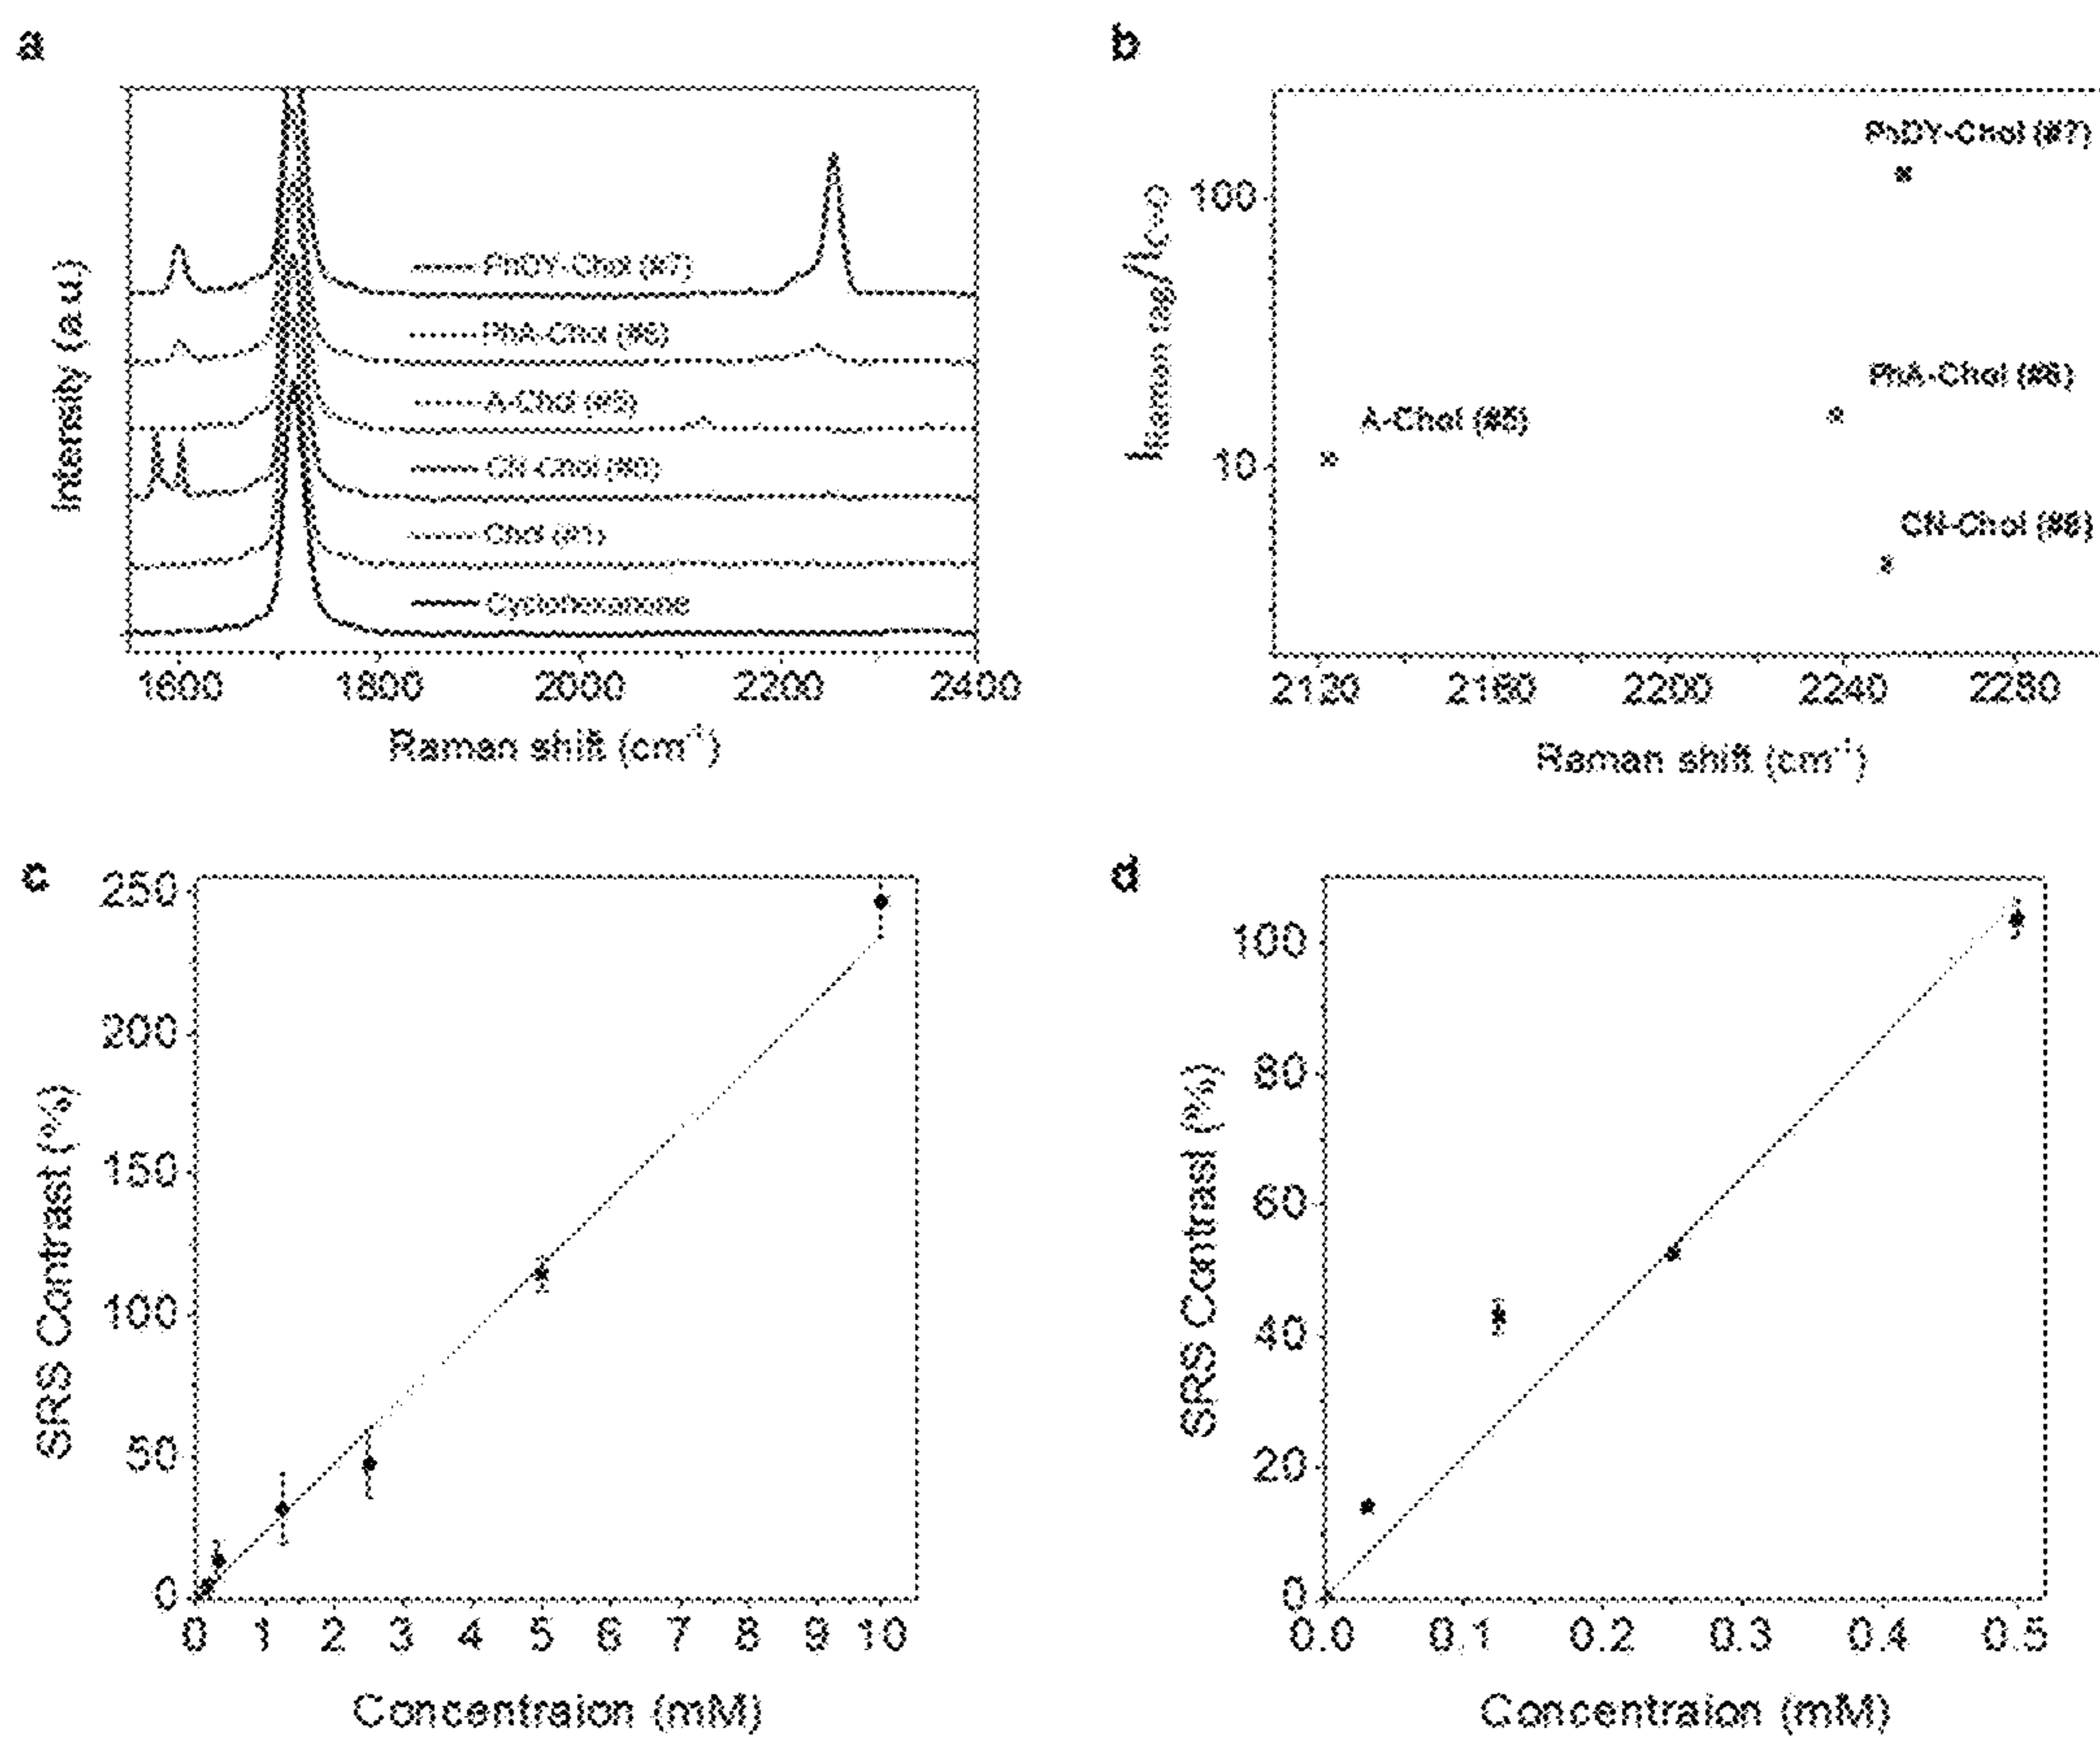 a
Intensity (a.u.)
PhDY-Chol (#7)
PhA-Chol (#6)
A-Chol (#5)
CN-Chol
Chol (#1)
Cyclohexanone
1600 1800 2000 2200 2400
Raman shift (cm⁻¹)
b
I Raman tag/I C=O
100
10
PhDY-Chol (#7)
PhA-Chol (#6)
A-Chol (#5)
CN-Chol
2120 2160 2200 2240 2280
Raman shift (cm⁻¹)
c
SRS Contrast (%)
250
200
150
100
50
0
0 1 2 3 4 5 6 7 8 9 10
Concentraion (mM)
d
SRS Contrast (%)
100
80
60
40
20
0
0.0 0.1 0.2 0.3 0.4 0.5
Concentraion (mM)